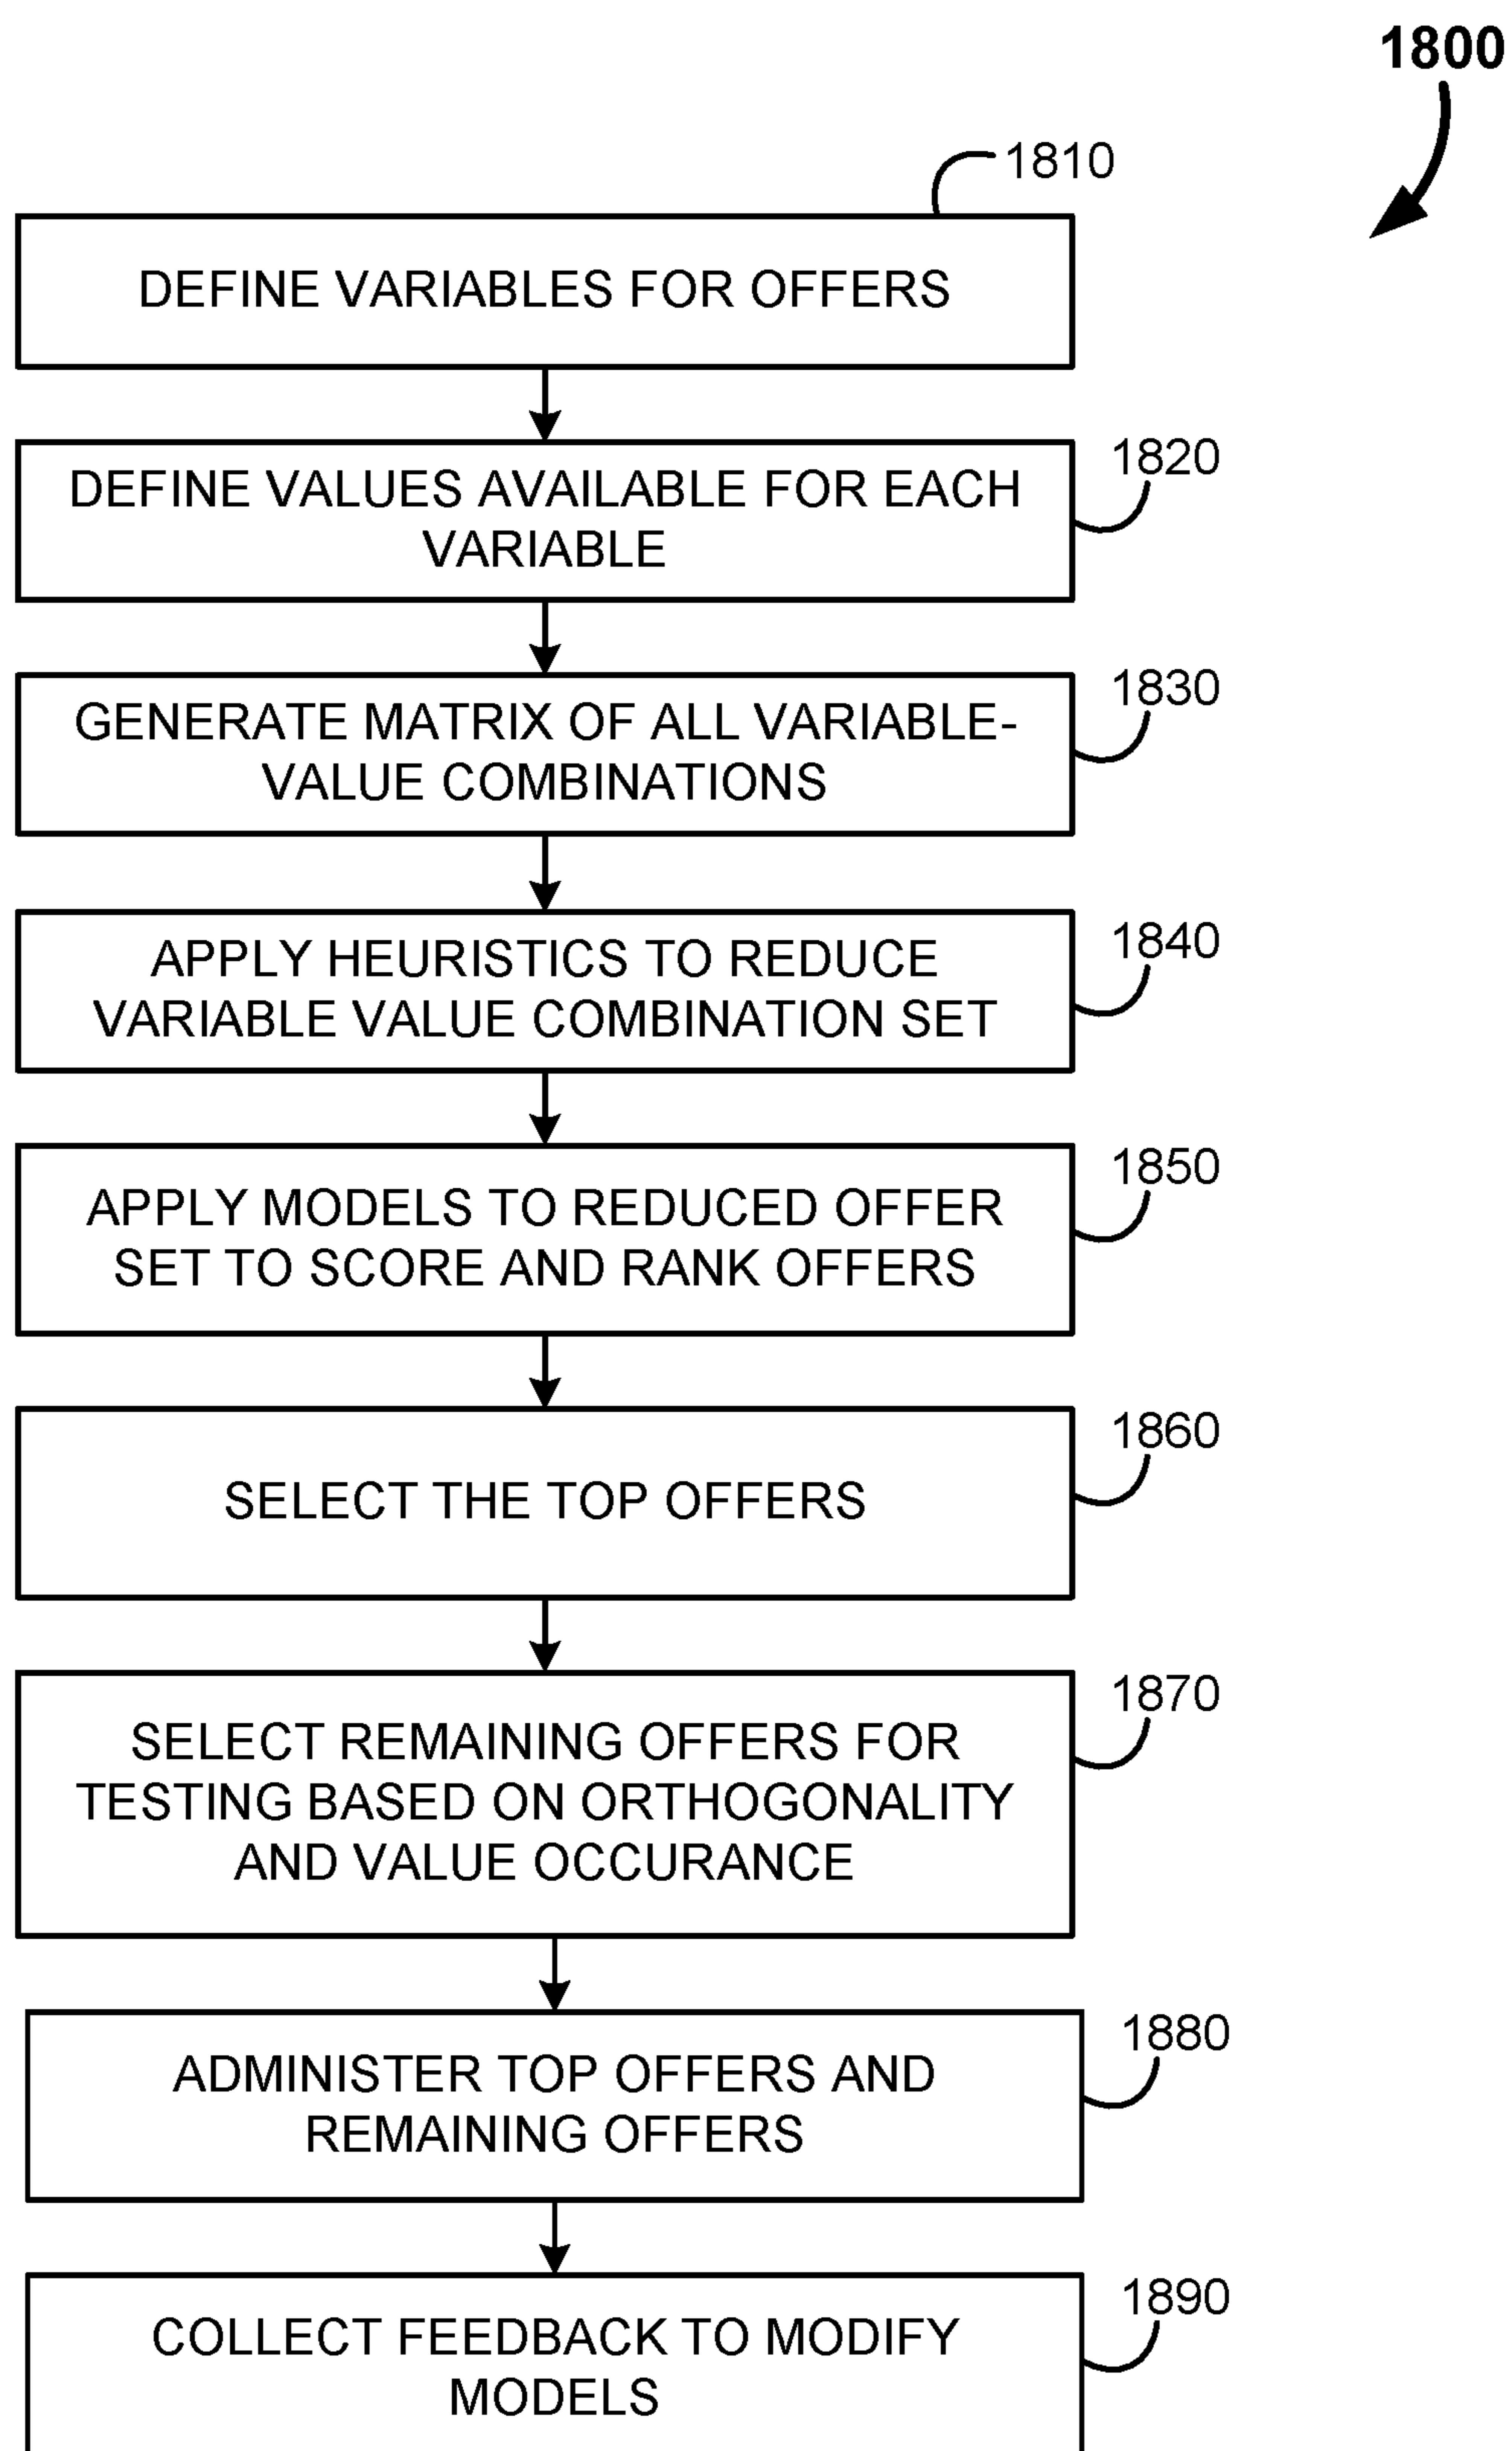 1800
1810
DEFINE VARIABLES FOR OFFERS
1820
DEFINE VALUES AVAILABLE FOR EACH
VARIABLE
1830
GENERATE MATRIX OF ALL VARIABLE-
VALUE COMBINATIONS
1840
APPLY HEURISTICS TO REDUCE
VARIABLE VALUE COMBINATION SET
1850
APPLY MODELS TO REDUCED OFFER
SET TO SCORE AND RANK OFFERS
1860
SELECT THE TOP OFFERS
1870
SELECT REMAINING OFFERS FOR
TESTING BASED ON ORTHOGONALITY
AND VALUE OCCURANCE
1880
ADMINISTER TOP OFFERS AND
REMAINING OFFERS
1890
COLLECT FEEDBACK TO MODIFY
MODELS